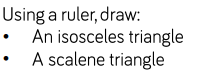 Using a ruler, draw:
• An isosceles triangle
• A scalene triangle